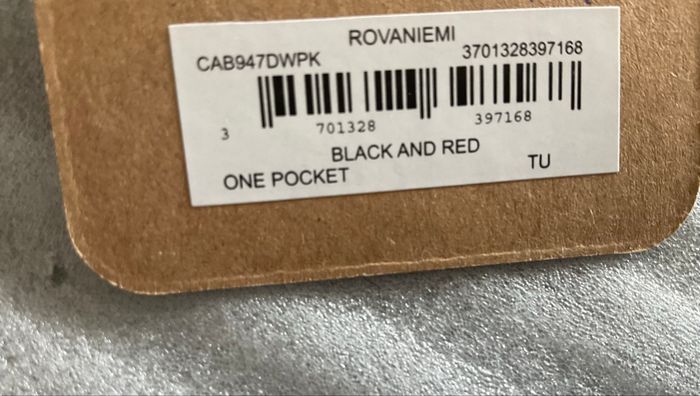 ROVANIEMI
CAB947DWPK 3701328397168
3 701328 397168
BLACK AND RED
ONE POCKET TU